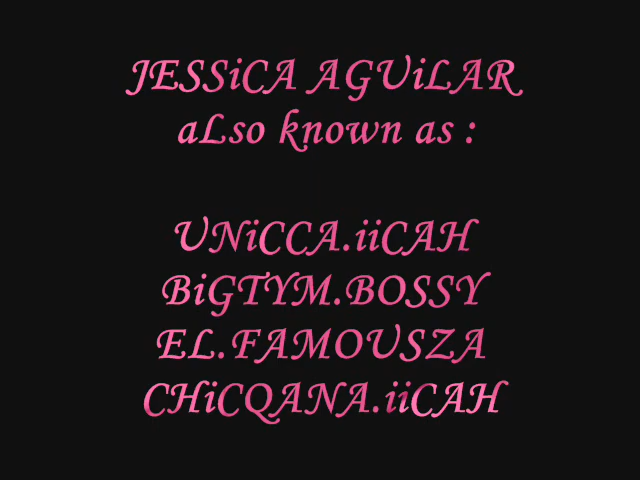 JESSiCA AGUiLAR
aLso known as :
UNiCCA.iiCAH
BiGTYM.BOSSY
EL.FAMOUSZA
CHiCQANA.iiCAH